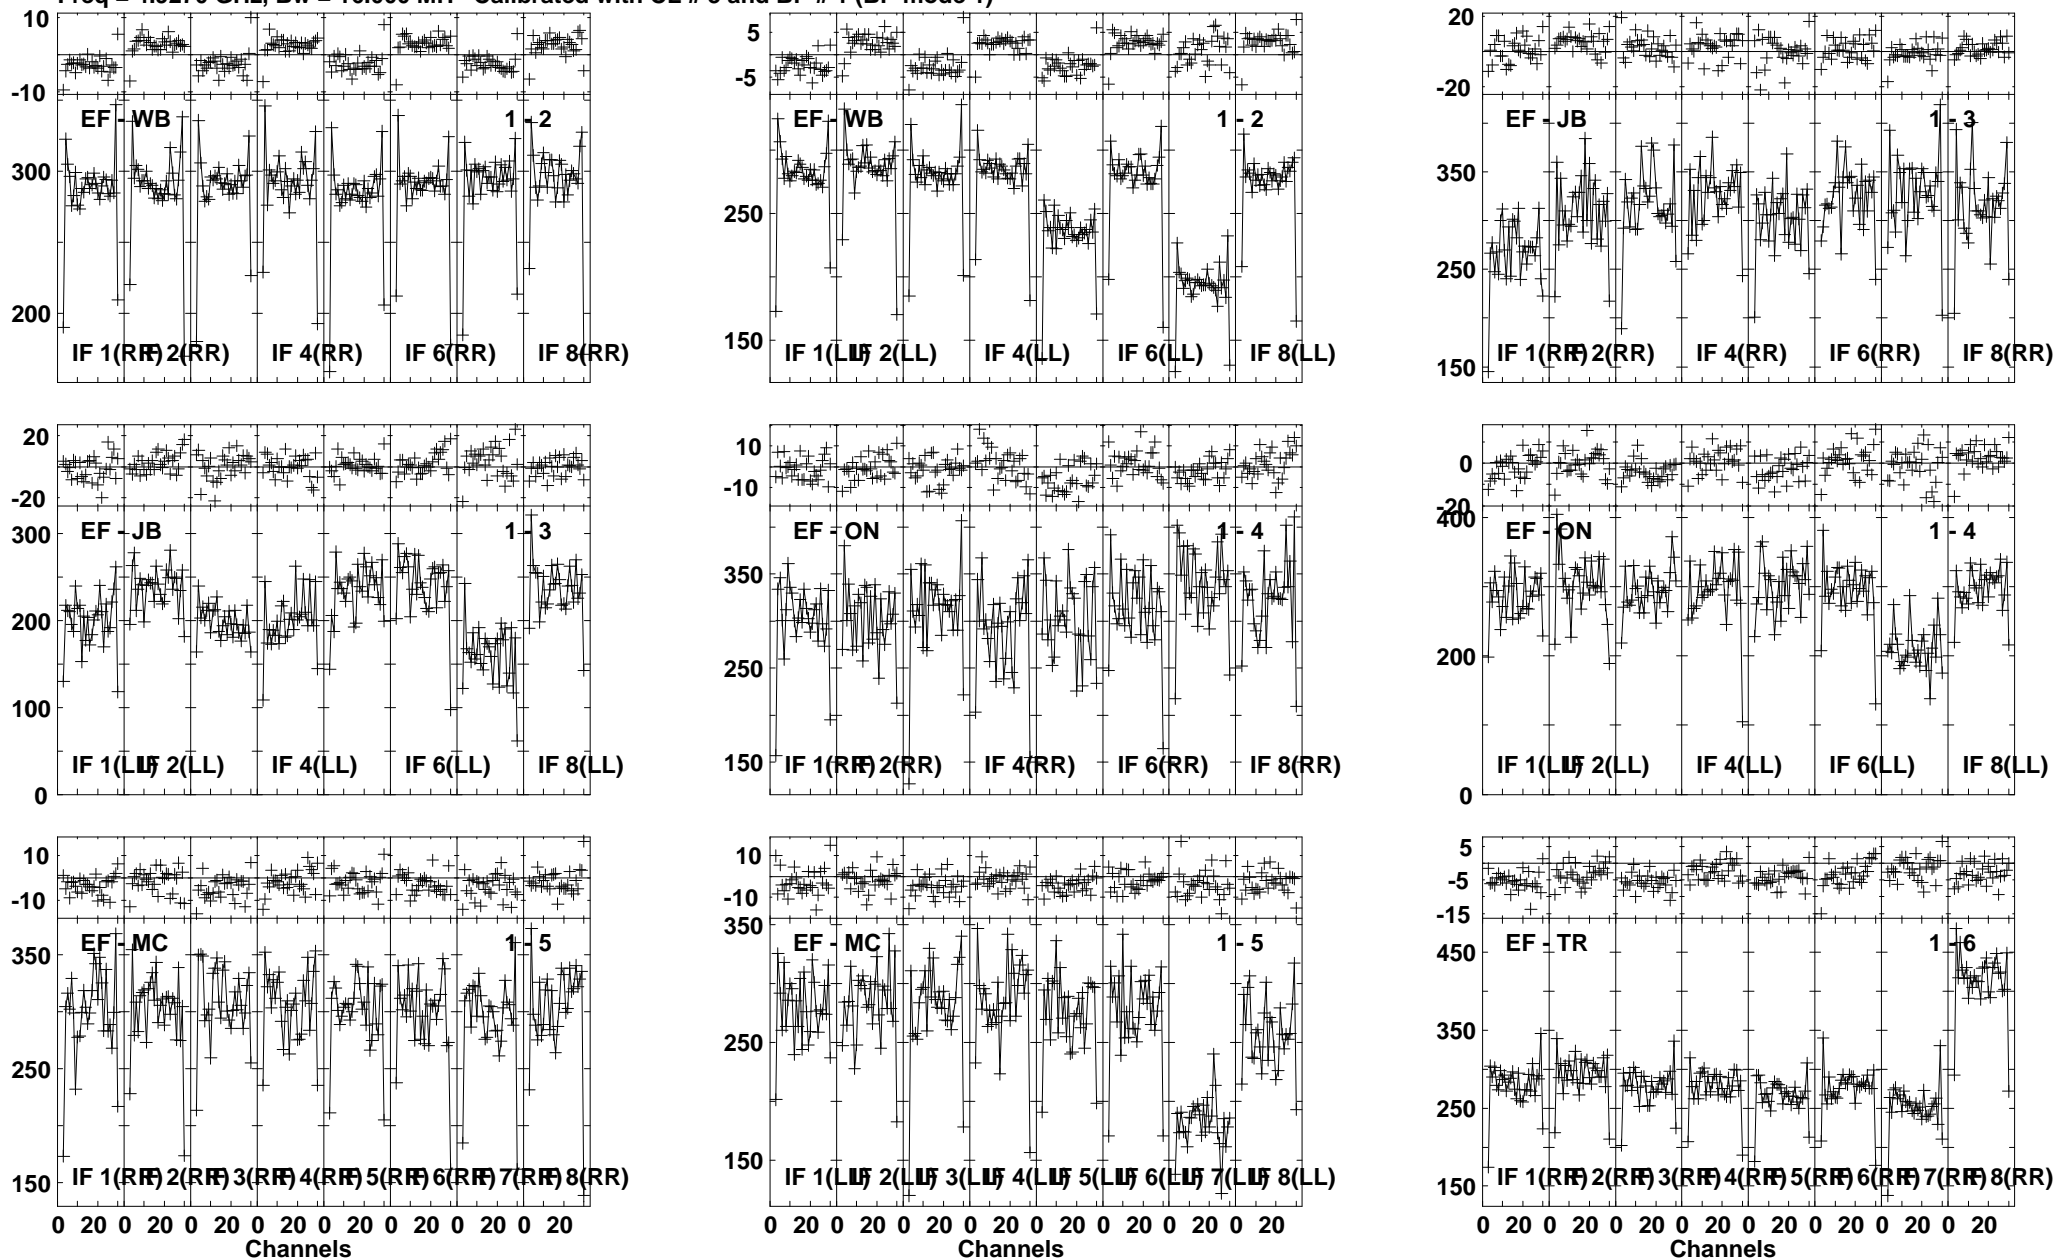 10
-10
EF - WB 1 - 2
300
200
IF 1(RR) IF 2(RR) IF 4(RR) IF 6(RR) IF 8(RR)
5
-5
EF - WB 1 - 2
250
150
IF 1(LL) IF 2(LL) IF 4(LL) IF 6(LL) IF 8(LL)
20
-20
EF - JB 1 - 3
350
250
150
IF 1(RR) IF 2(RR) IF 4(RR) IF 6(RR) IF 8(RR)
20
-20
EF - JB 1 - 3
300
200
100
0
IF 1(LL) IF 2(LL) IF 4(LL) IF 6(LL) IF 8(LL)
10
-10
EF - ON 1 - 4
350
250
150
IF 1(RR) IF 2(RR) IF 4(RR) IF 6(RR) IF 8(RR)
0
-20
400
EF - ON 1 - 4
200
0
IF 1(LL) IF 2(LL) IF 4(LL) IF 6(LL) IF 8(LL)
10
-10
EF - MC 1 - 5
350
250
150
IF 1(RR) IF 2(RR) IF 3(RR) IF 4(RR) IF 5(RR) IF 6(RR) IF 7(RR) IF 8(RR)
0 20 0 20 0 20 0 20 0 20 0 20 0 20 0 20
Channels
10
-10
350
EF - MC 1 - 5
250
150
IF 1(LL) IF 2(LL) IF 3(LL) IF 4(LL) IF 5(LL) IF 6(LL) IF 7(LL) IF 8(LL)
0 20 0 20 0 20 0 20 0 20 0 20 0 20 0 20
Channels
5
-5
-15
EF - TR 1 - 6
450
350
250
150
IF 1(RR) IF 2(RR) IF 3(RR) IF 4(RR) IF 5(RR) IF 6(RR) IF 7(RR) IF 8(RR)
0 20 0 20 0 20 0 20 0 20 0 20 0 20 0 20
Channels